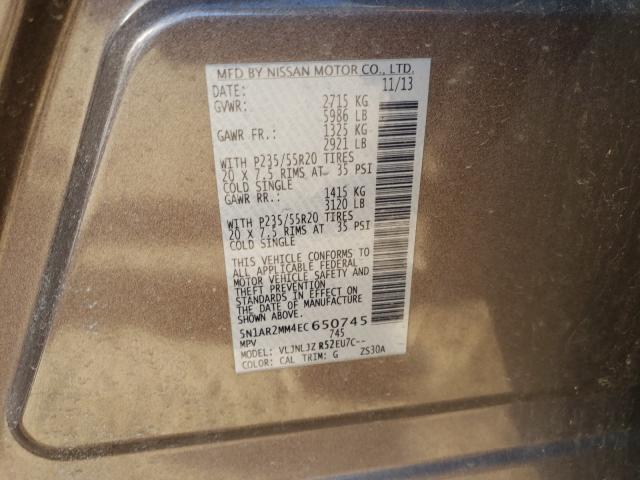 MFD BY NISSAN MOTOR CO., LTD.
DATE: 11/13
GVWR: 2715 KG
5986 LB
GAWR FR.: 1325 KG
2921 LB
WITH P235/55R20 TIRES
20 X 7.5 RIMS AT 35 PSI
COLD SINGLE
GAWR RR.: 1415 KG
3120 LB
WITH P235/55R20 TIRES
20 X 7.5 RIMS AT 35 PSI
COLD SINGLE
THIS VEHICLE CONFORMS TO
ALL APPLICABLE FEDERAL
MOTOR VEHICLE SAFETY AND
THEFT PREVENTION
STANDARDS IN EFFECT ON
THE DATE OF MANUFACTURE
SHOWN ABOVE.
5N1AR2MM4EC650745
MPV 745
MODEL: VLJNLJZ R52EU7C--
COLOR: CAL TRIM: G ZS30A